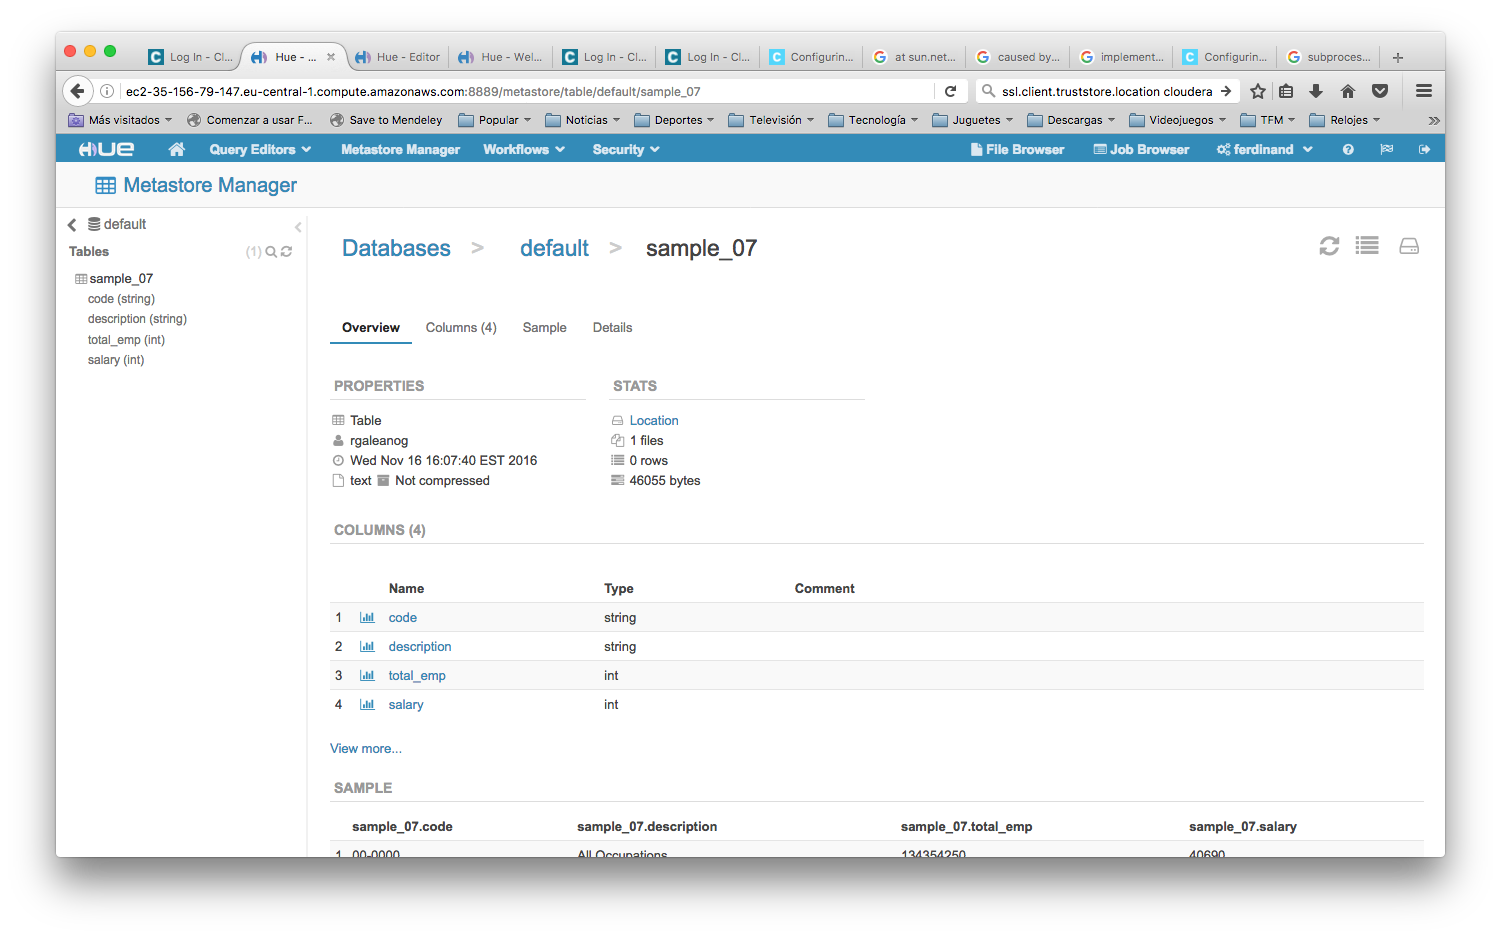 Log In - Cl...
Hue - ...
Hue - Editor
Hue - Wel...
Log In - Cl...
Log In - Cl...
Configurin...
at sun.net...
caused by...
implement...
Configurin...
subproces...
ec2-35-156-79-147.eu-central-1.compute.amazonaws.com:8889/metastore/table/default/sample_07
ssl.client.truststore.location cloudera
Más visitados
Comenzar a usar F...
Save to Mendeley
Popular
Noticias
Deportes
Televisión
Tecnología
Juguetes
Descargas
Videojuegos
TFM
Relojes
HUE
Query Editors
Metastore Manager
Workflows
Security
File Browser
Job Browser
ferdinand
Metastore Manager
default
Tables (1)
sample_07
code (string)
description (string)
total_emp (int)
salary (int)
Databases > default > sample_07
Overview Columns (4) Sample Details
PROPERTIES
Table
rgaleanog
Wed Nov 16 16:07:40 EST 2016
text Not compressed
STATS
Location
1 files
0 rows
46055 bytes
COLUMNS (4)
Name Type Comment
1 code string
2 description string
3 total_emp int
4 salary int
View more...
SAMPLE
sample_07.code sample_07.description sample_07.total_emp sample_07.salary
1 00-0000 All Occupations 134354250 40690